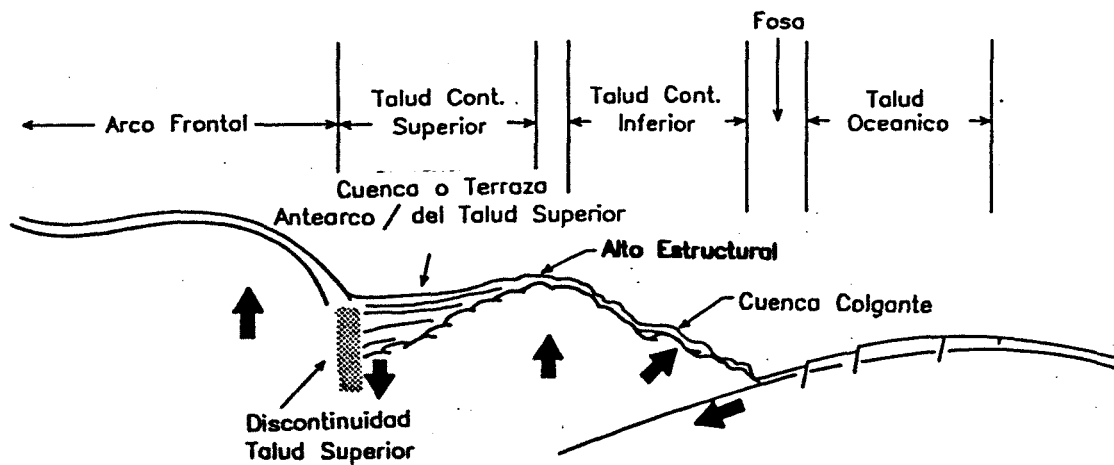 Fosa
Arco Frontal
Talud Cont.
Superior
Talud Cont.
Inferior
Talud
Oceanico
Cuenca o Terraza
Antearco / del Talud Superior
Alto Estructural
Cuenca Colgante
Discontinuidad
Talud Superior